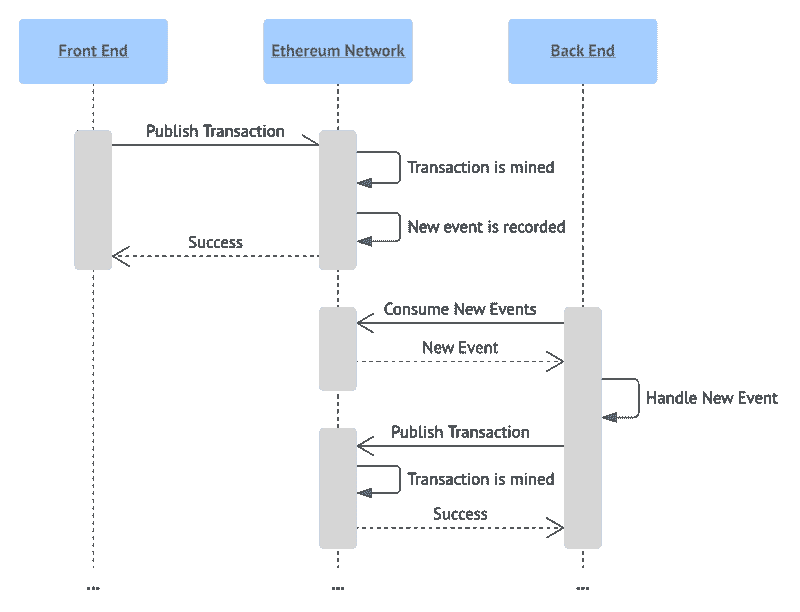 Front End
Ethereum Network
Back End
Publish Transaction
Transaction is mined
New event is recorded
Success
Consume New Events
New Event
Handle New Event
Publish Transaction
Transaction is mined
Success
... ... ...